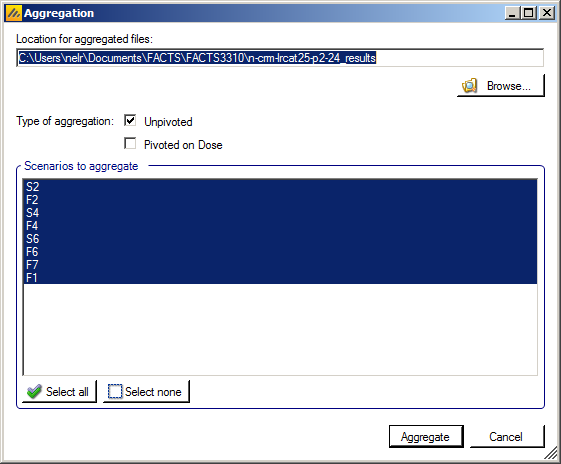 Aggregation
Location for aggregated files:
C:\Users\nelr\Documents\FACTS\FACTS3310\n-crm-lrcat25-p2-24_results
Browse...
Type of aggregation:
Unpivoted
Pivoted on Dose
Scenarios to aggregate
S2
F2
S4
F4
S6
F6
F7
F1
Select all
Select none
Aggregate
Cancel